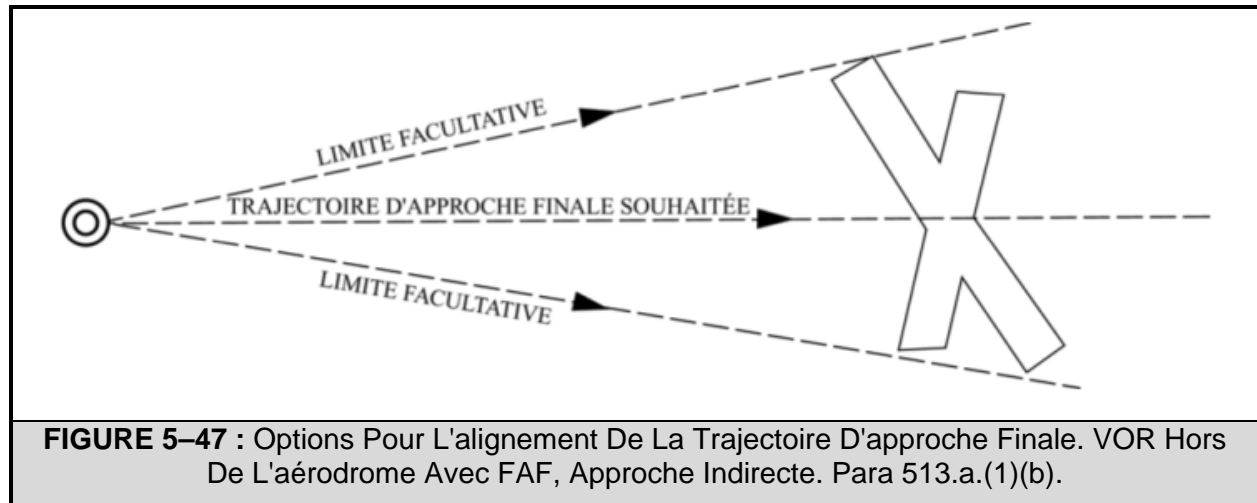 LIMITE FACULTATIVE
TRAJECTOIRE D'APPROCHE FINALE SOUHAITÉE
LIMITE FACULTATIVE
FIGURE 5–47 : Options Pour L'alignement De La Trajectoire D'approche Finale. VOR Hors
De L'aérodrome Avec FAF, Approche Indirecte. Para 513.a.(1)(b).